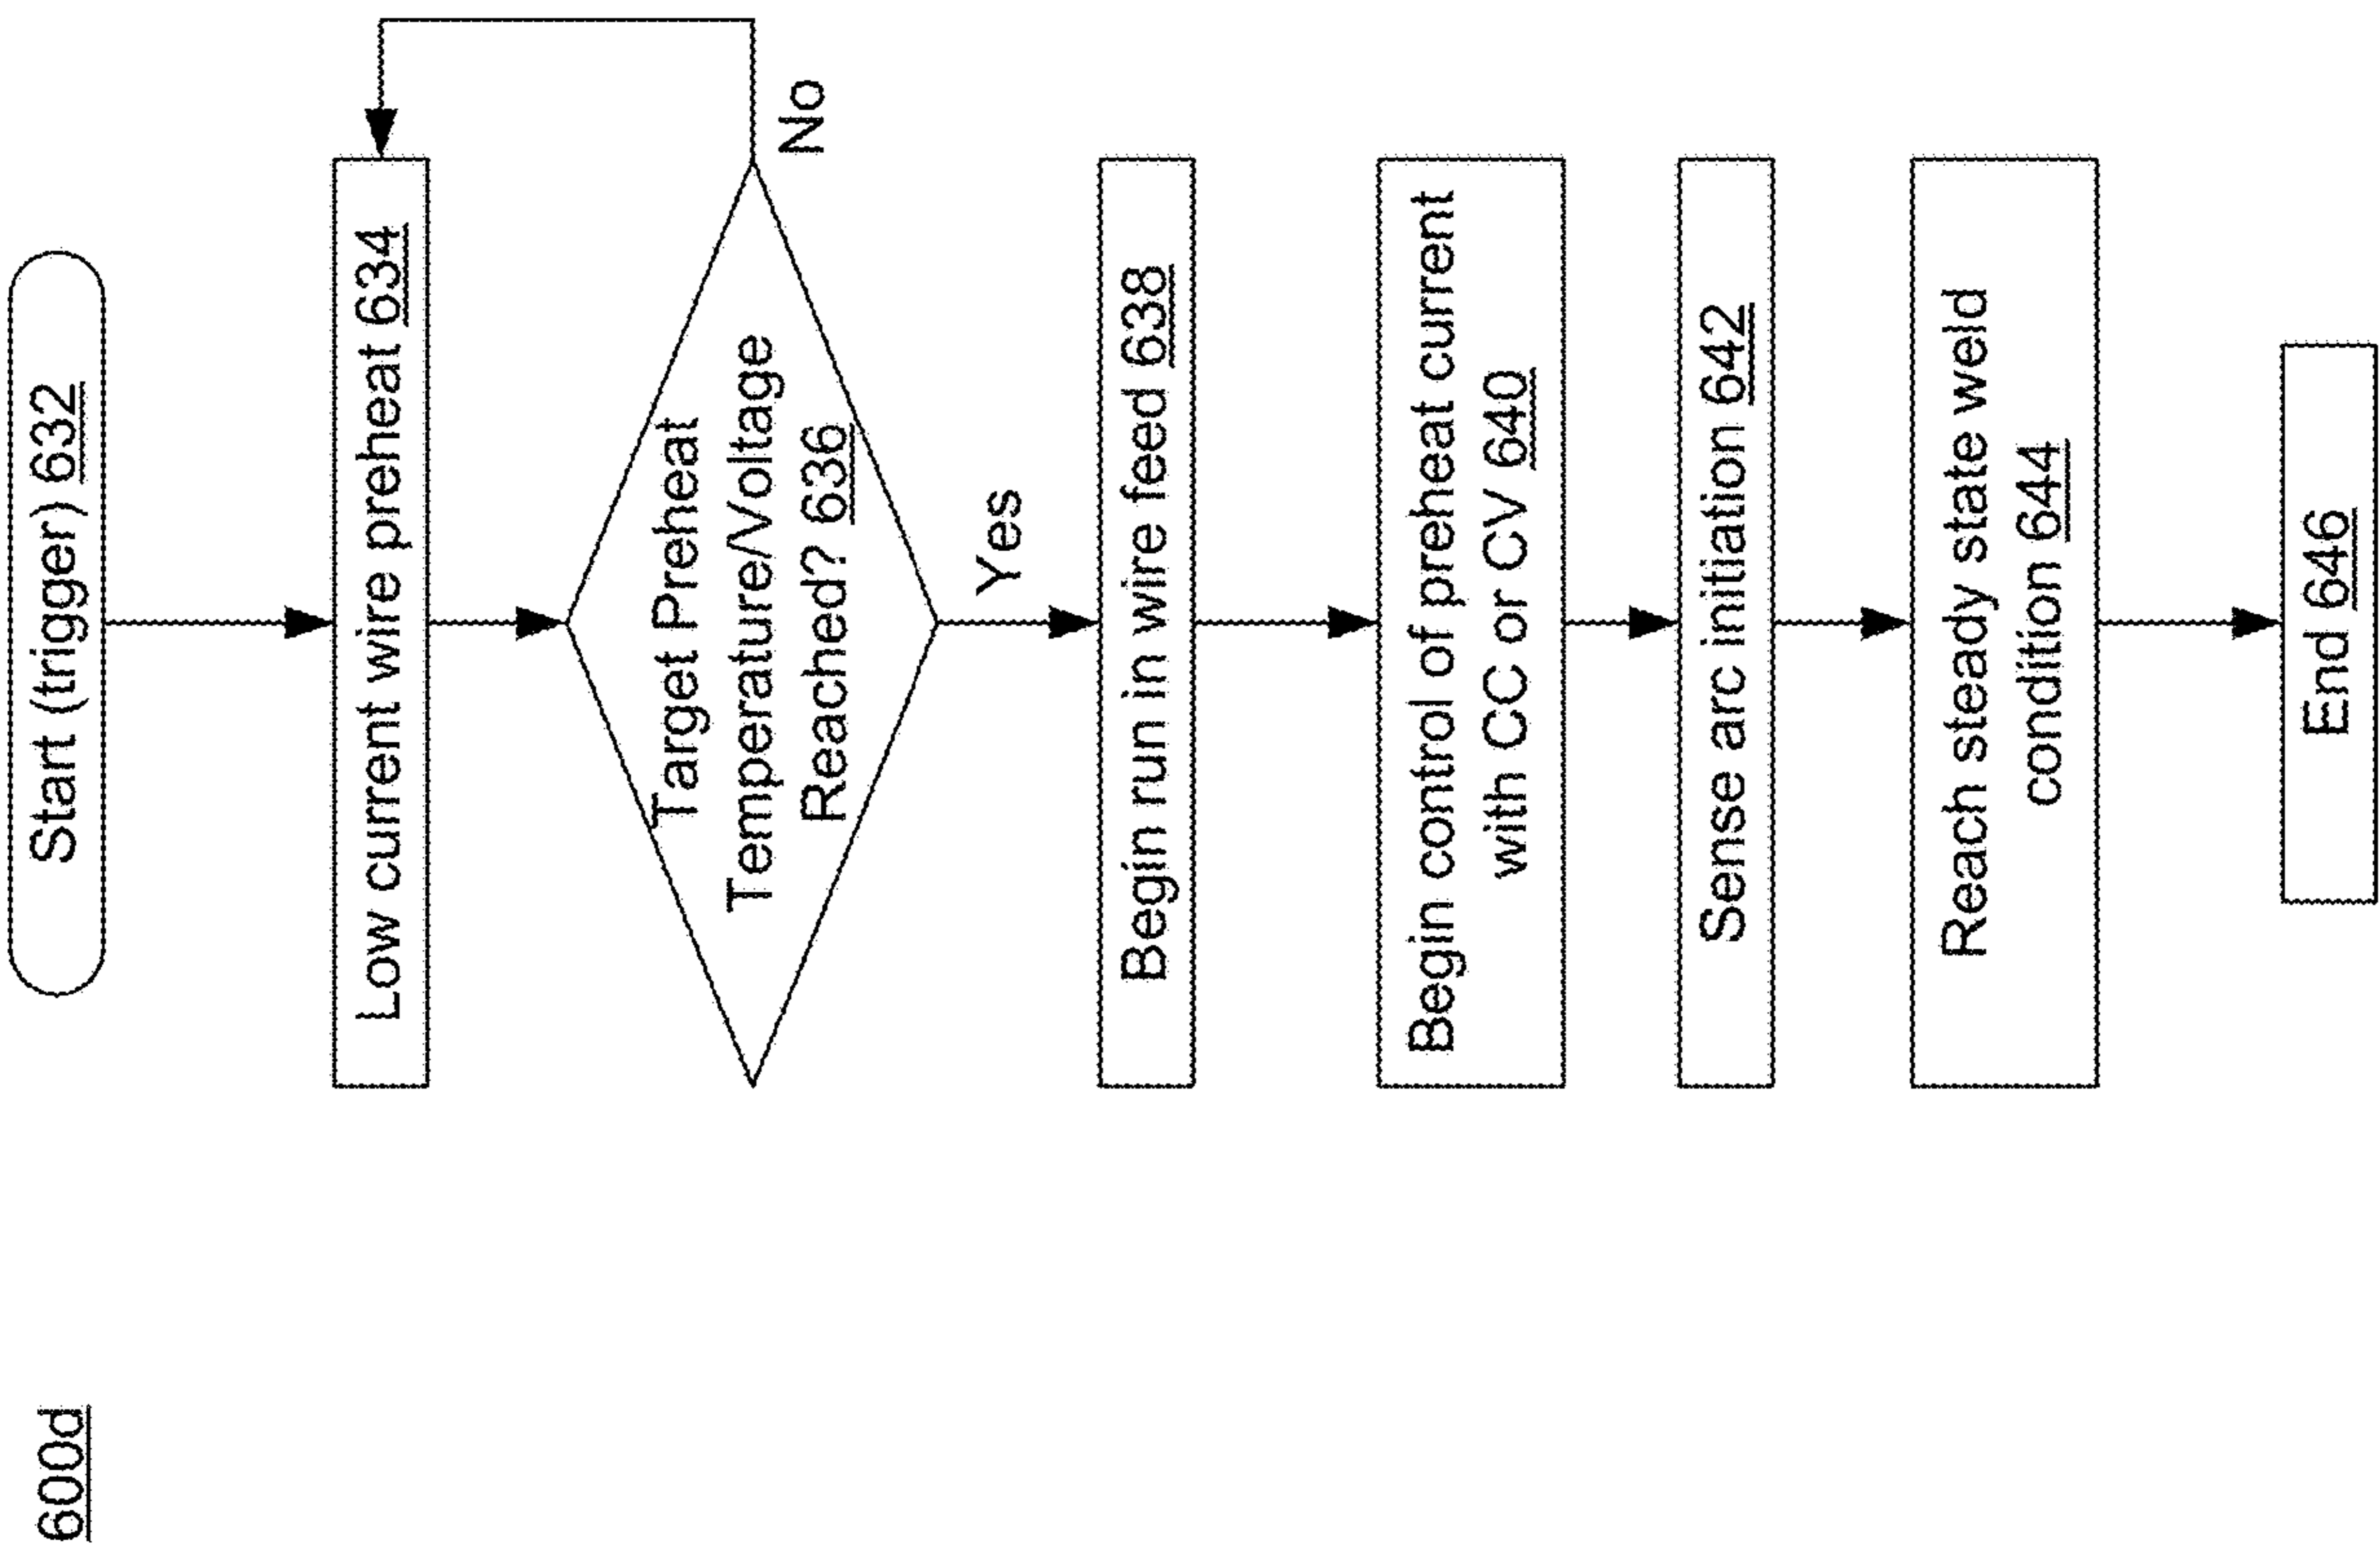 600d
Start (trigger) 632
Low current wire preheat 634
Target Preheat
Temperature/Voltage
Reached? 636
No
Yes
Begin run in wire feed 638
Begin control of preheat current
with CC or CV 640
Sense arc initiation 642
Reach steady state weld
condition 644
End 646